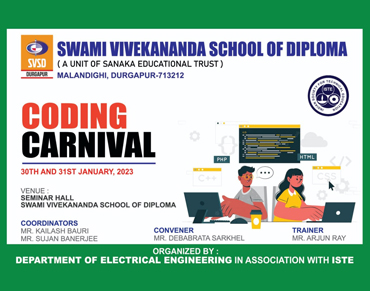 SWAMI VIVEKANANDA SCHOOL OF DIPLOMA
( A UNIT OF SANAKA EDUCATIONAL TRUST )
MALANDIGHI, DURGAPUR-713212
SVSD
DURGAPUR
ISTE
CODING
CARNIVAL
30TH AND 31ST JANUARY, 2023
PHP
HTML
C++
VENUE :
SEMINAR HALL
SWAMI VIVEKANANDA SCHOOL OF DIPLOMA
COORDINATORS
MR. KAILASH BAURI
MR. SUJAN BANERJEE
CONVENER
MR. DEBABRATA SARKHEL
TRAINER
MR. ARJUN RAY
ORGANIZED BY :
DEPARTMENT OF ELECTRICAL ENGINEERING IN ASSOCIATION WITH ISTE